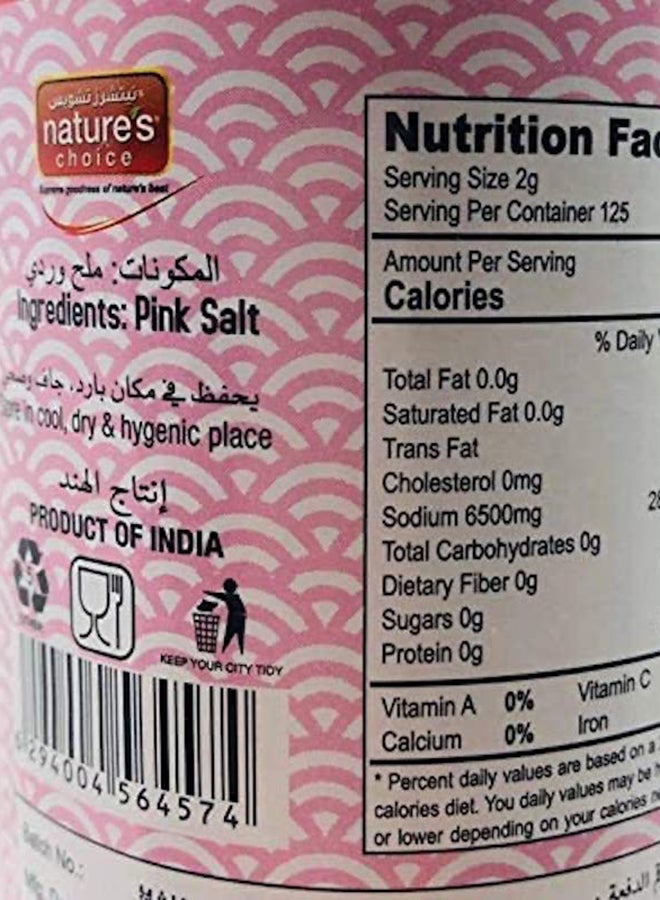 نيتشرز تشويس
nature's
choice
Supreme goodness of nature's best
المكونات: ملح وردي
Ingredients: Pink Salt
يحفظ في مكان بارد، جاف
in cool, dry & hygenic place
إنتاج الهند
PRODUCT OF INDIA
KEEP YOUR CITY TIDY
6 294004 564574
Batch No.:
Nutrition Fac
Serving Size 2g
Serving Per Container 125
Amount Per Serving
Calories
% Daily
Total Fat 0.0g
Saturated Fat 0.0g
Trans Fat
Cholesterol 0mg
Sodium 6500mg
Total Carbohydrates 0g
Dietary Fiber 0g
Sugars 0g
Protein 0g
Vitamin A 0% Vitamin C
Calcium 0% Iron
* Percent daily values are based on a
calories diet. You daily values may be
or lower depending on your calories